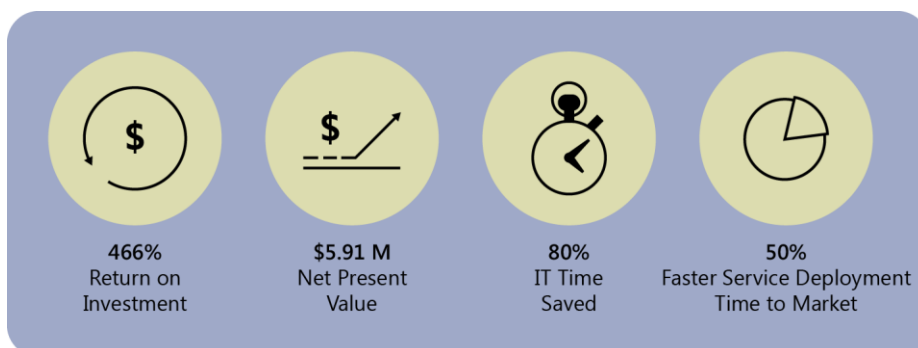 $
$
466%
Return on
Investment
$5.91 M
Net Present
Value
80%
IT Time
Saved
50%
Faster Service Deployment
Time to Market